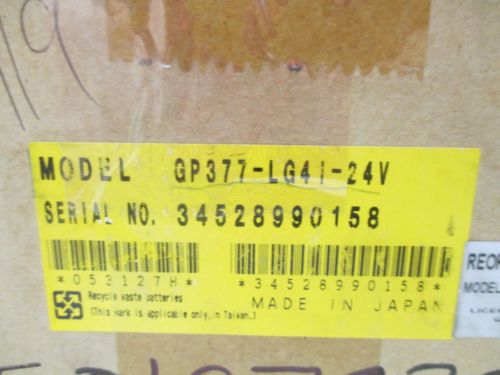 119
MODEL GP377-LG41-24V
SERIAL NO. 34528990158
*053127H* *34528990158*
Recycle waste batteries
(This mark is applicable only, in Taiwan.)
MADE IN JAPAN
MODEL